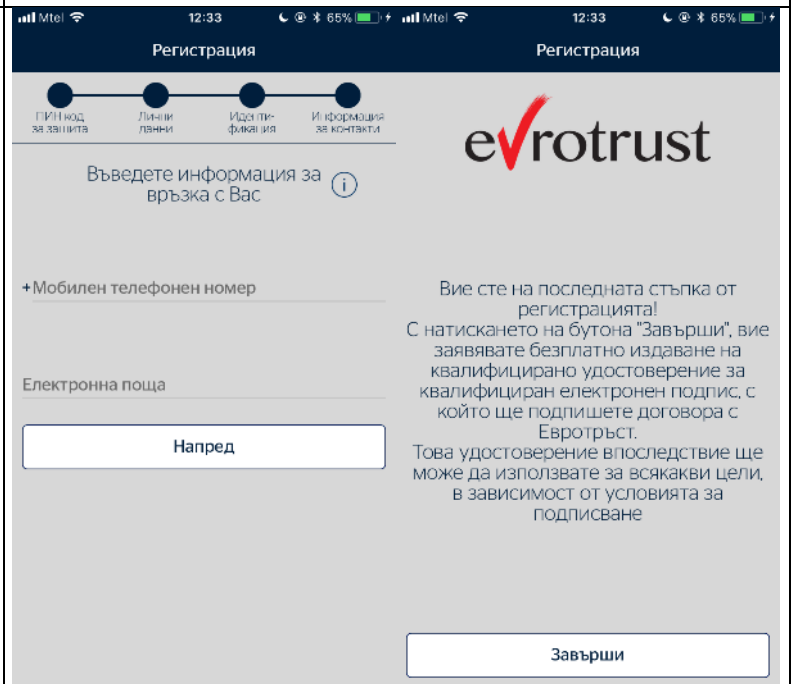 Mtel 12:33 65%
Регистрация
ПИН код
за защита
Лични
данни
Иденти-
фикация
Информация
за контакти
Въведете информация за
връзка с Вас
i
+Мобилен телефонен номер
Електронна поща
Напред
Mtel 12:33 65%
Регистрация
evrotrust
Вие сте на последната стъпка от
регистрацията!
С натискането на бутона "Завърши", вие
заявявате безплатно издаване на
квалифицирано удостоверение за
квалифициран електронен подпис, с
който ще подпишете договора с
Евротръст.
Това удостоверение впоследствие ще
може да използвате за всякакви цели,
в зависимост от условията за
подписване
Завърши